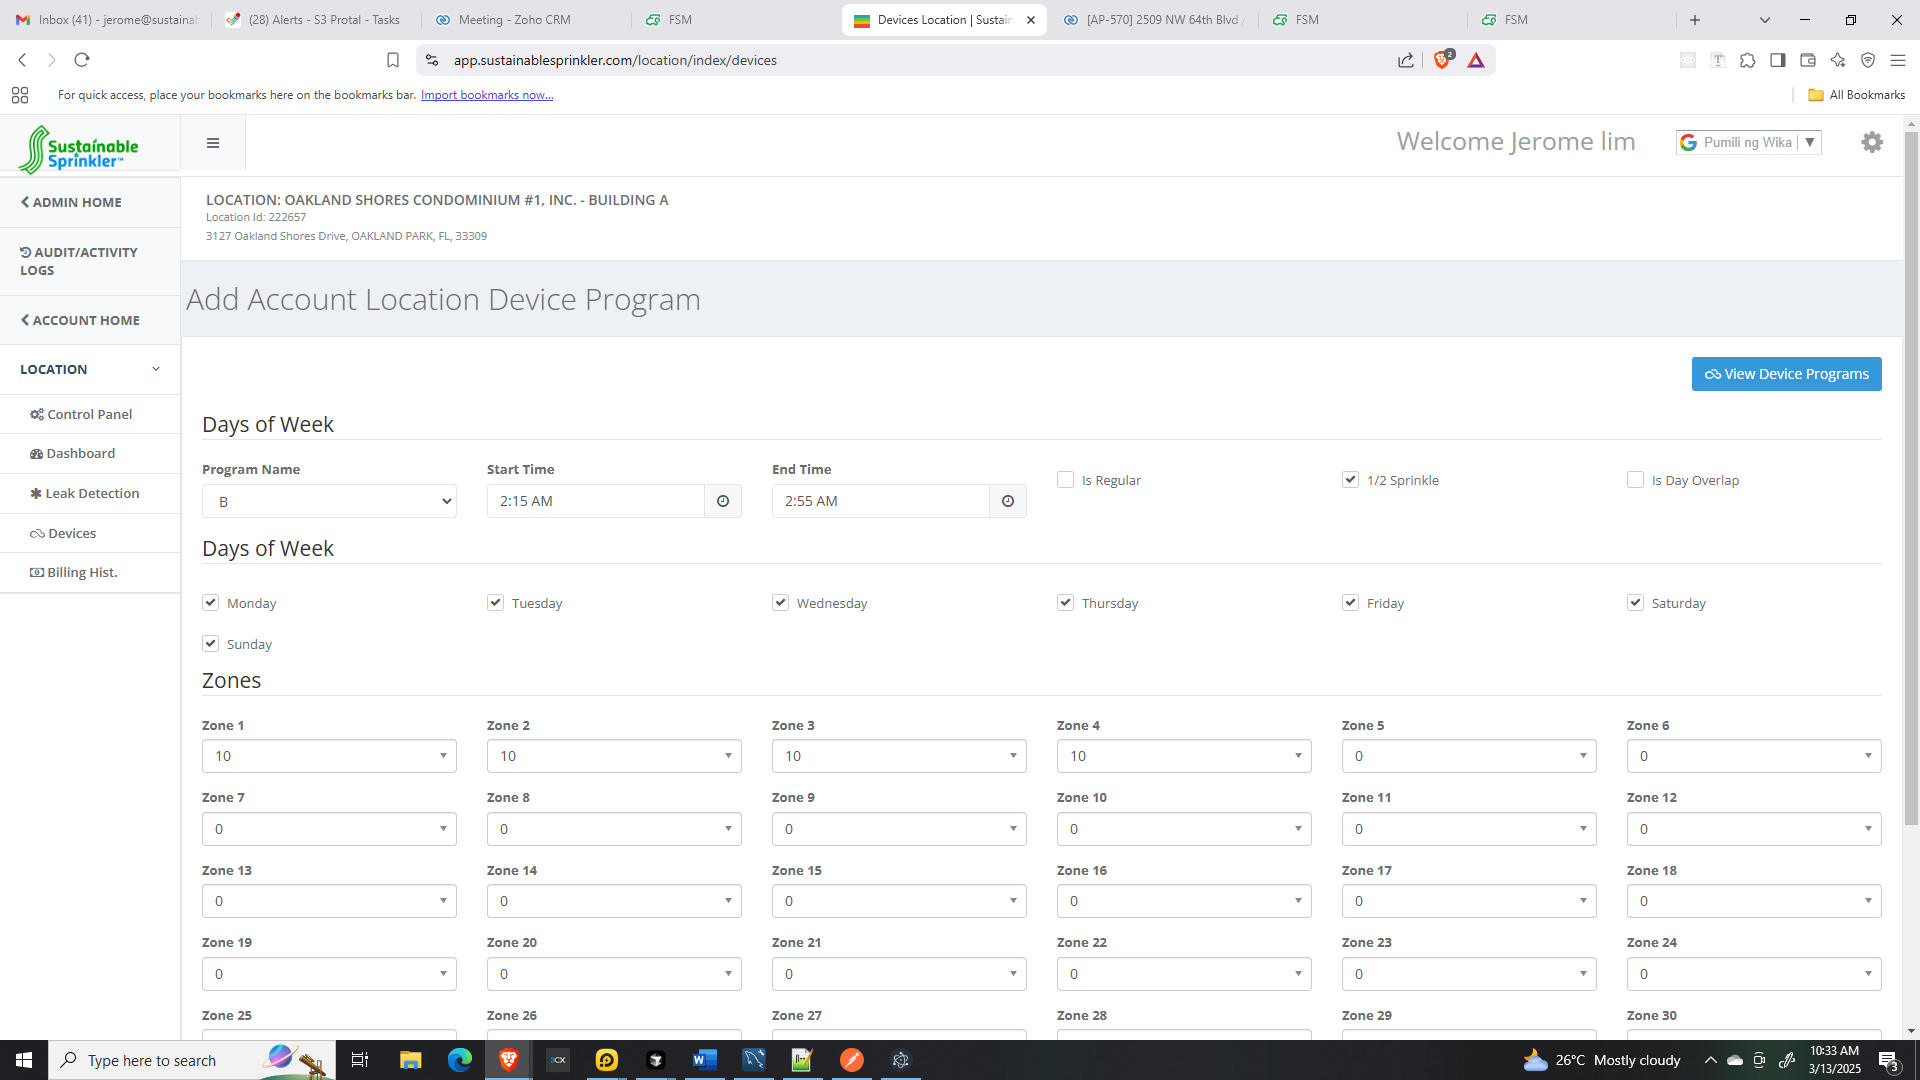 Inbox (41) - jerome@sustainab
(28) Alerts - S3 Protal - Tasks
Meeting - Zoho CRM
FSM
Devices Location | Sustain
[AP-570] 2509 NW 64th Blvd
FSM
FSM
app.sustainablesprinkler.com/location/index/devices
2
For quick access, place your bookmarks here on the bookmarks bar. Import bookmarks now...
All Bookmarks
Sustainable
Sprinkler™
Welcome Jerome lim
Pumili ng Wika
ADMIN HOME
AUDIT/ACTIVITY
LOGS
ACCOUNT HOME
LOCATION
Control Panel
Dashboard
Leak Detection
Devices
Billing Hist.
LOCATION: OAKLAND SHORES CONDOMINIUM #1, INC. - BUILDING A
Location Id: 222657
3127 Oakland Shores Drive, OAKLAND PARK, FL, 33309
Add Account Location Device Program
View Device Programs
Days of Week
Program Name Start Time End Time
B 2:15 AM 2:55 AM Is Regular 1/2 Sprinkle Is Day Overlap
Days of Week
Monday Tuesday Wednesday Thursday Friday Saturday
Sunday
Zones
Zone 1 Zone 2 Zone 3 Zone 4 Zone 5 Zone 6
10 10 10 10 0 0
Zone 7 Zone 8 Zone 9 Zone 10 Zone 11 Zone 12
0 0 0 0 0 0
Zone 13 Zone 14 Zone 15 Zone 16 Zone 17 Zone 18
0 0 0 0 0 0
Zone 19 Zone 20 Zone 21 Zone 22 Zone 23 Zone 24
0 0 0 0 0 0
Zone 25 Zone 26 Zone 27 Zone 28 Zone 29 Zone 30
Type here to search
26°C Mostly cloudy
10:33 AM
3/13/2025
3